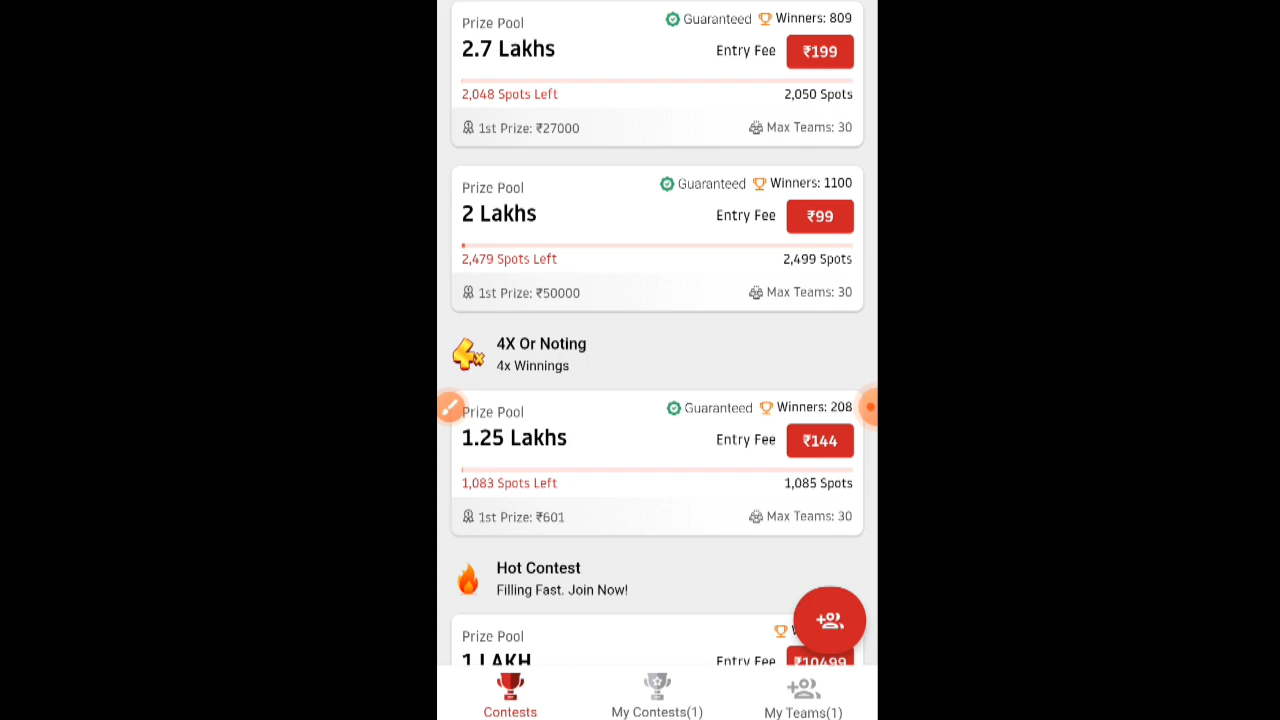 Prize Pool
Guaranteed Winners: 809
2.7 Lakhs
Entry Fee ₹199
2,048 Spots Left
2,050 Spots
1st Prize: ₹27000
Max Teams: 30
Prize Pool
Guaranteed Winners: 1100
2 Lakhs
Entry Fee ₹99
2,479 Spots Left
2,499 Spots
1st Prize: ₹50000
Max Teams: 30
4X Or Noting
4x Winnings
Prize Pool
Guaranteed Winners: 208
1.25 Lakhs
Entry Fee ₹144
1,083 Spots Left
1,085 Spots
1st Prize: ₹601
Max Teams: 30
Hot Contest
Filling Fast. Join Now!
Prize Pool
1 LAKH
Entry Fee ₹10499
Contests
My Contests(1)
My Teams(1)